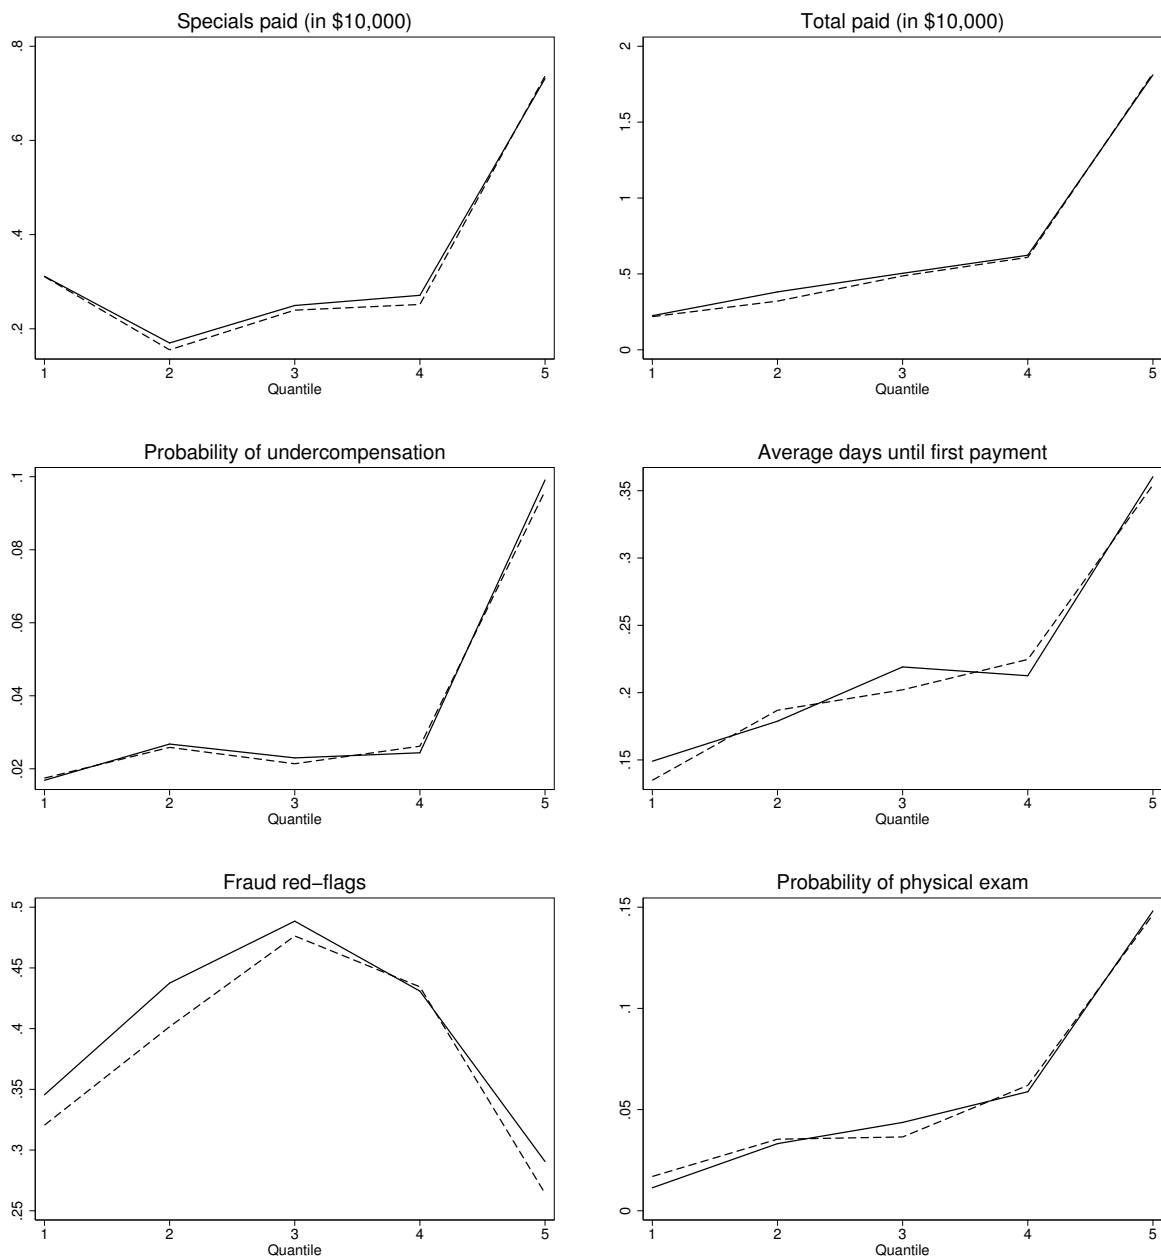 Specials paid (in $10,000)
.8
.6
.4
.2
1 2 3 4 5
Quantile
Total paid (in $10,000)
2
1.5
1
.5
0
1 2 3 4 5
Quantile
Probability of undercompensation
.1
.08
.06
.04
.02
1 2 3 4 5
Quantile
Average days until first payment
.35
.3
.25
.2
.15
1 2 3 4 5
Quantile
Fraud red−flags
.5
.45
.4
.35
.3
.25
1 2 3 4 5
Quantile
Probability of physical exam
.15
.1
.05
0
1 2 3 4 5
Quantile